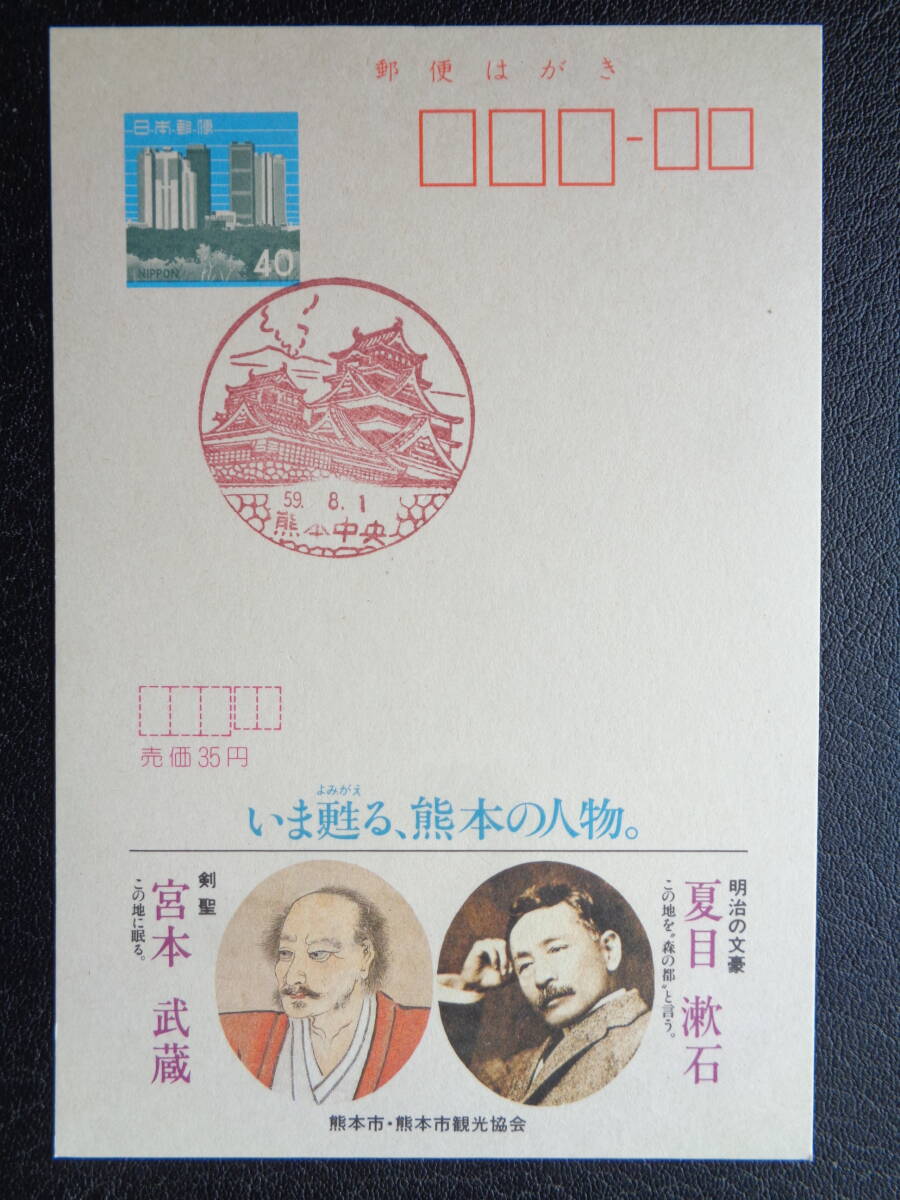 郵便はがき
日・本・郵・便
NIPPON 40
59. 8. 1
熊本中央
売価35円
よみがえ
いま甦る、熊本の人物。
明治の文豪
夏目 漱石
この地を〝森の都〟と言う。
剣聖
宮本 武蔵
この地に眠る。
熊本市・熊本市観光協会